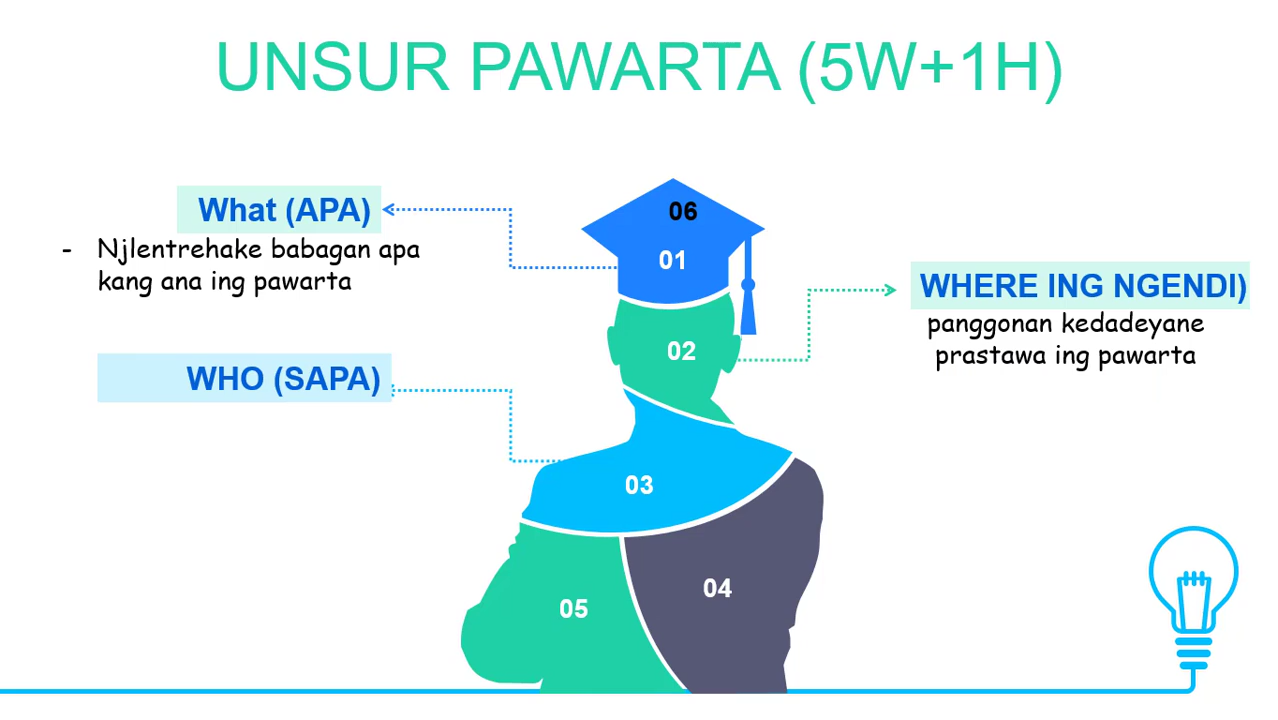 UNSUR PAWARTA (5W+1H)
What (APA)
- Njlentrehake babagan apa
kang ana ing pawarta
WHO (SAPA)
06
01
02
03
04
05
WHERE ING NGENDI)
panggonan kedadeyane
prastawa ing pawarta